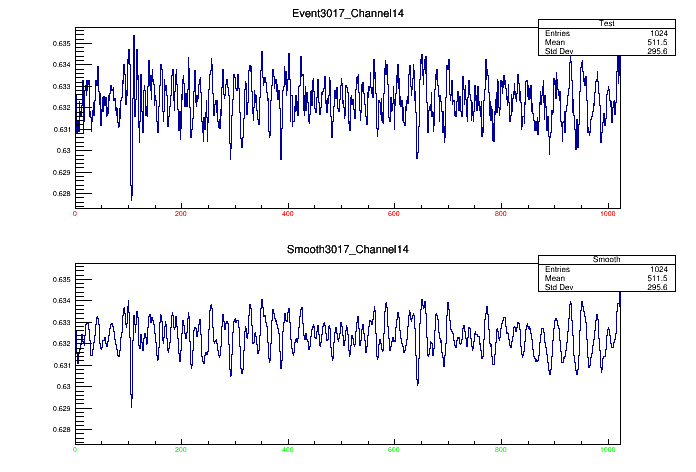 Event3017_Channel14
Test
Entries 1024
Mean 511.5
Std Dev 295.6
0.635
0.634
0.633
0.632
0.631
0.63
0.629
0.628
0 200 400 600 800 1000
Smooth3017_Channel14
Smooth
Entries 1024
Mean 511.5
Std Dev 295.6
0.635
0.634
0.633
0.632
0.631
0.63
0.629
0.628
0 200 400 600 800 1000